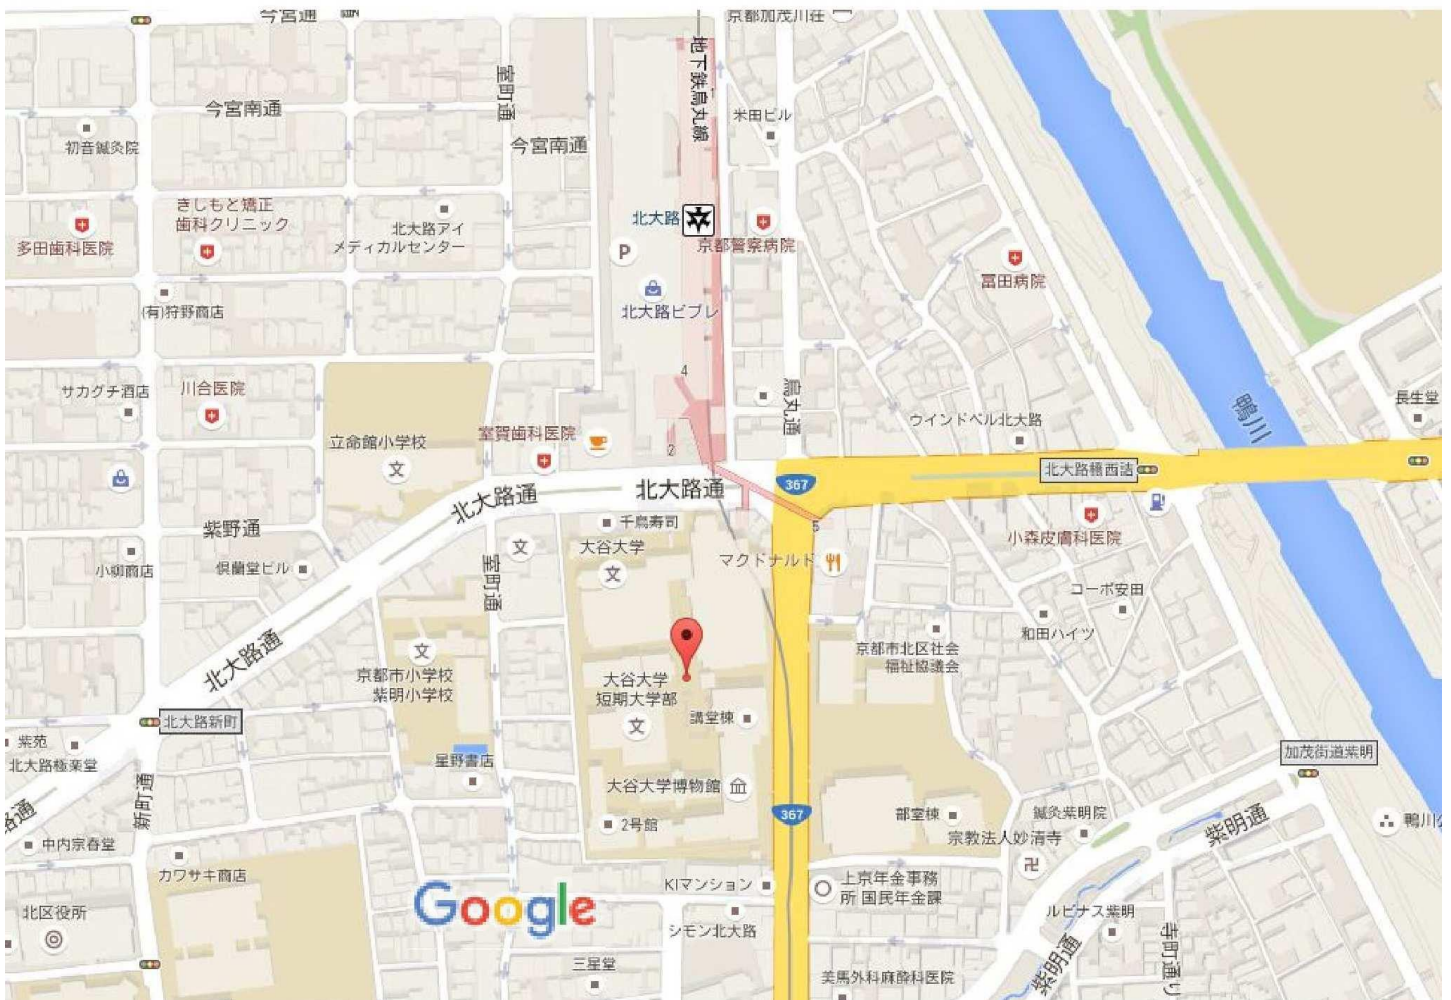 今宮通
京都加茂川荘
地下鉄烏丸線
室町通
今宮南通
米田ビル
初音鍼灸院
今宮南通
きしもと矯正
歯科クリニック
北大路アイ
メディカルセンター
北大路
多田歯科医院
京都警察病院
P
冨田病院
(有)狩野商店
北大路ビブレ
4
サカグチ酒店
川合医院
烏丸通
鴨川
長生堂
ウインドベル北大路
立命館小学校
文
室賀歯科医院
2
北大路橋西詰
367
北大路通
北大路通
紫野通
千鳥寿司
5
小森皮膚科医院
小柳商店
倶蘭堂ビル
文
大谷大学
文
マクドナルド
室町通
コーポ安田
和田ハイツ
京都市北区社会
福祉協議会
北大路通
文
京都市小学校
紫明小学校
大谷大学
短期大学部
文
講堂棟
北大路新町
紫苑
北大路極楽堂
加茂街道紫明
星野書店
大谷大学博物館
新町通
路通
2号館
367
部室棟
鍼灸紫明院
紫明通
鴨川公
中内宗春堂
宗教法人妙清寺
卍
カワサキ商店
KIマンション
上京年金事務
所 国民年金課
Google
北区役所
シモン北大路
ルビナス紫明
紫明通
寺町通り
三星堂
美馬外科麻酔科医院